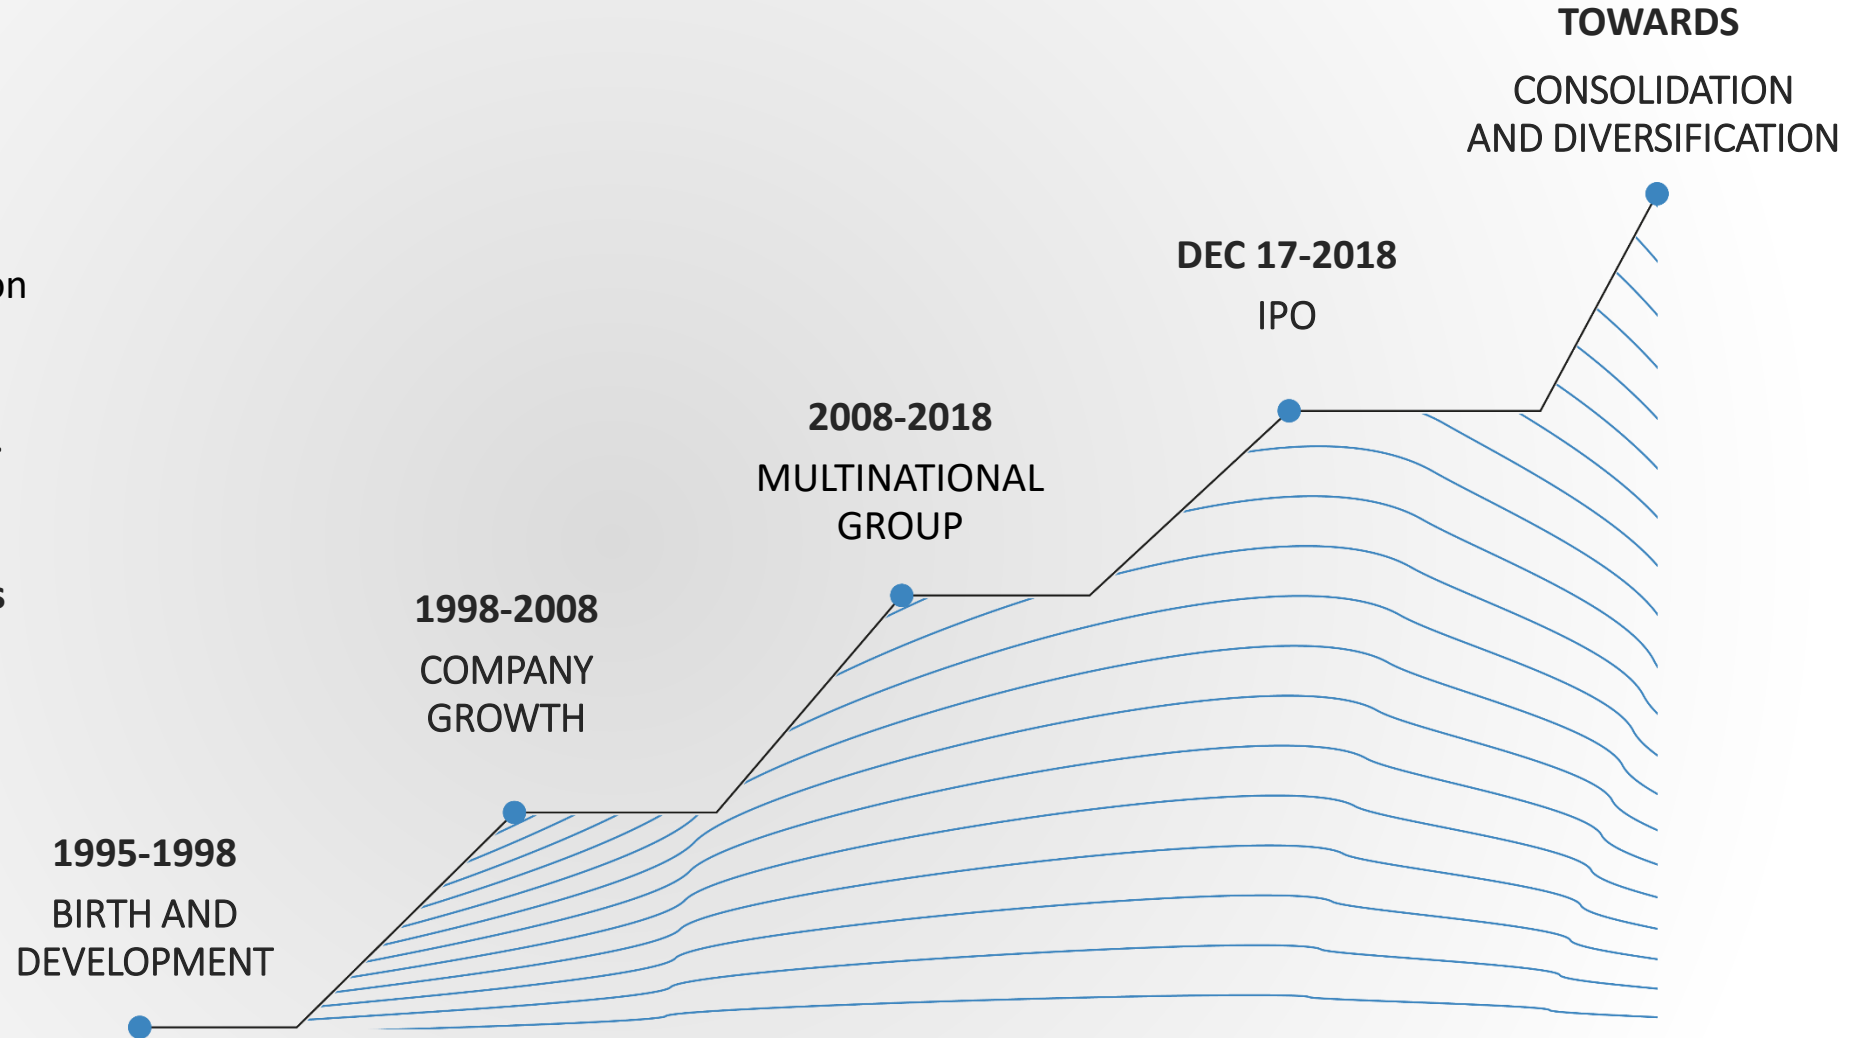 TOWARDS
CONSOLIDATION
AND DIVERSIFICATION
DEC 17-2018
IPO
2008-2018
MULTINATIONAL
GROUP
1998-2008
COMPANY
GROWTH
1995-1998
BIRTH AND
DEVELOPMENT